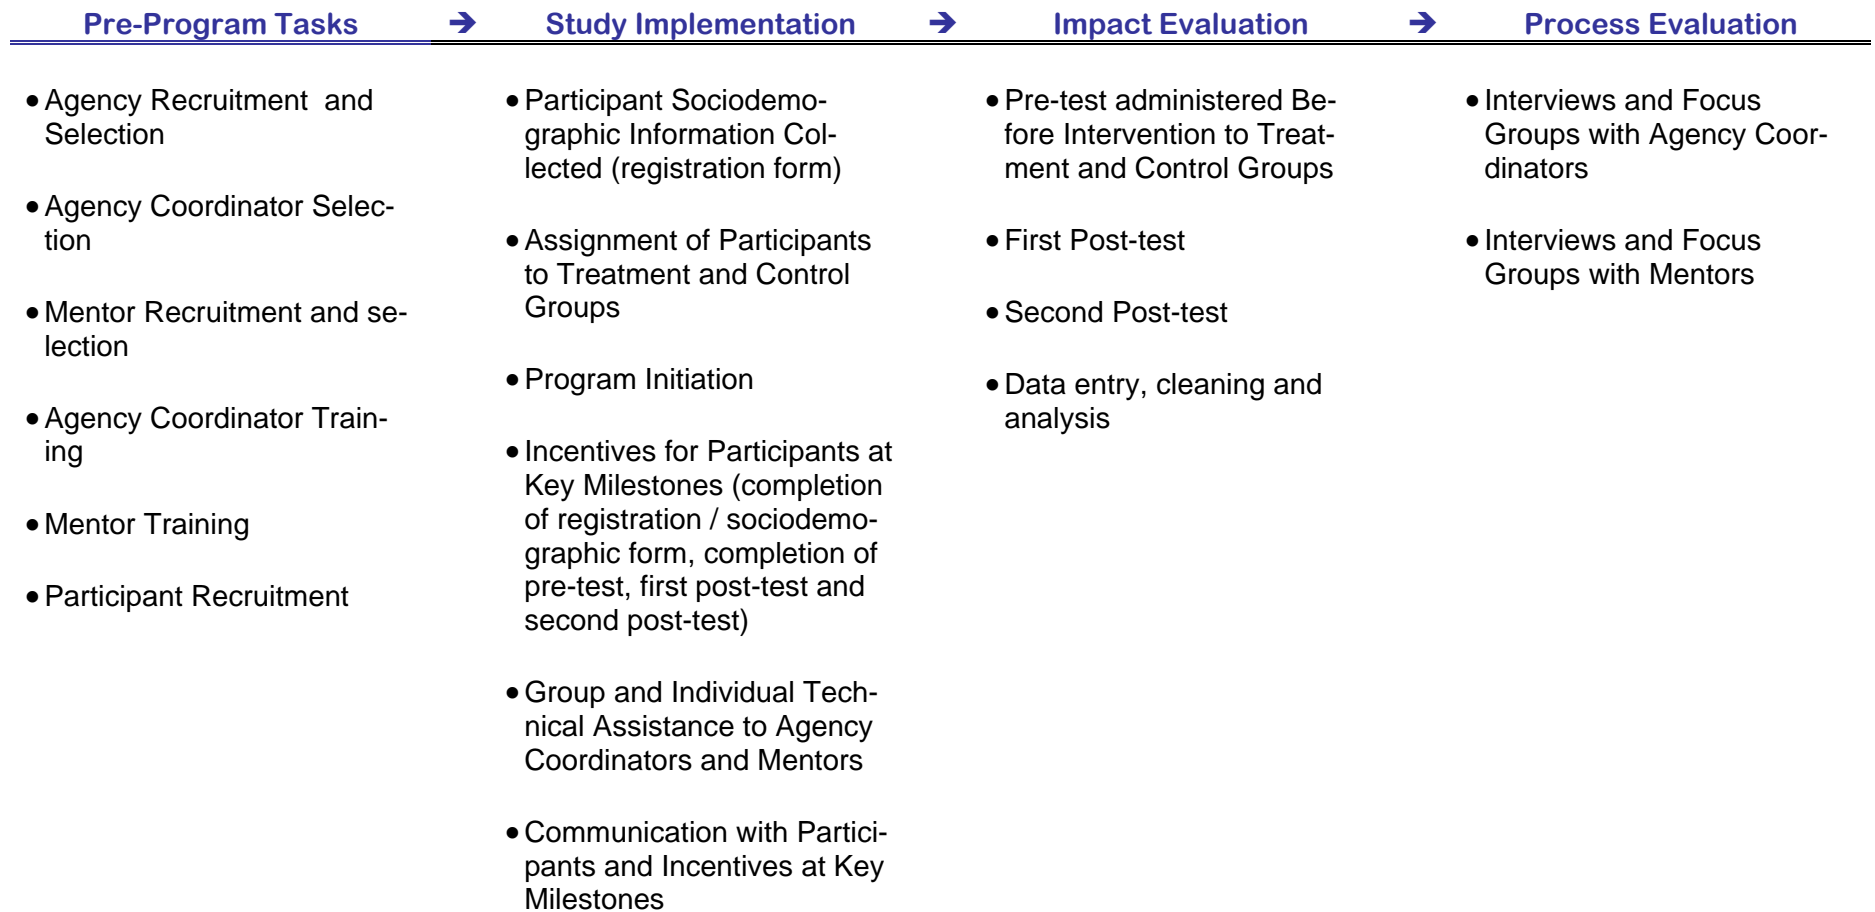 Pre-Program Tasks ➔ Study Implementation ➔ Impact Evaluation ➔ Process Evaluation
• Agency Recruitment  and
Selection
• Agency Coordinator Selec-
tion
• Mentor Recruitment and se-
lection
• Agency Coordinator Train-
ing
• Mentor Training
• Participant Recruitment
• Participant Sociodemo-
graphic Information Col-
lected (registration form)
• Assignment of Participants
to Treatment and Control
Groups
• Program Initiation
• Incentives for Participants at
Key Milestones (completion
of registration / sociodemo-
graphic form, completion of
pre-test, first post-test and
second post-test)
• Group and Individual Tech-
nical Assistance to Agency
Coordinators and Mentors
• Communication with Partici-
pants and Incentives at Key
Milestones
• Pre-test administered Be-
fore Intervention to Treat-
ment and Control Groups
• First Post-test
• Second Post-test
• Data entry, cleaning and
analysis
• Interviews and Focus
Groups with Agency Coor-
dinators
• Interviews and Focus
Groups with Mentors